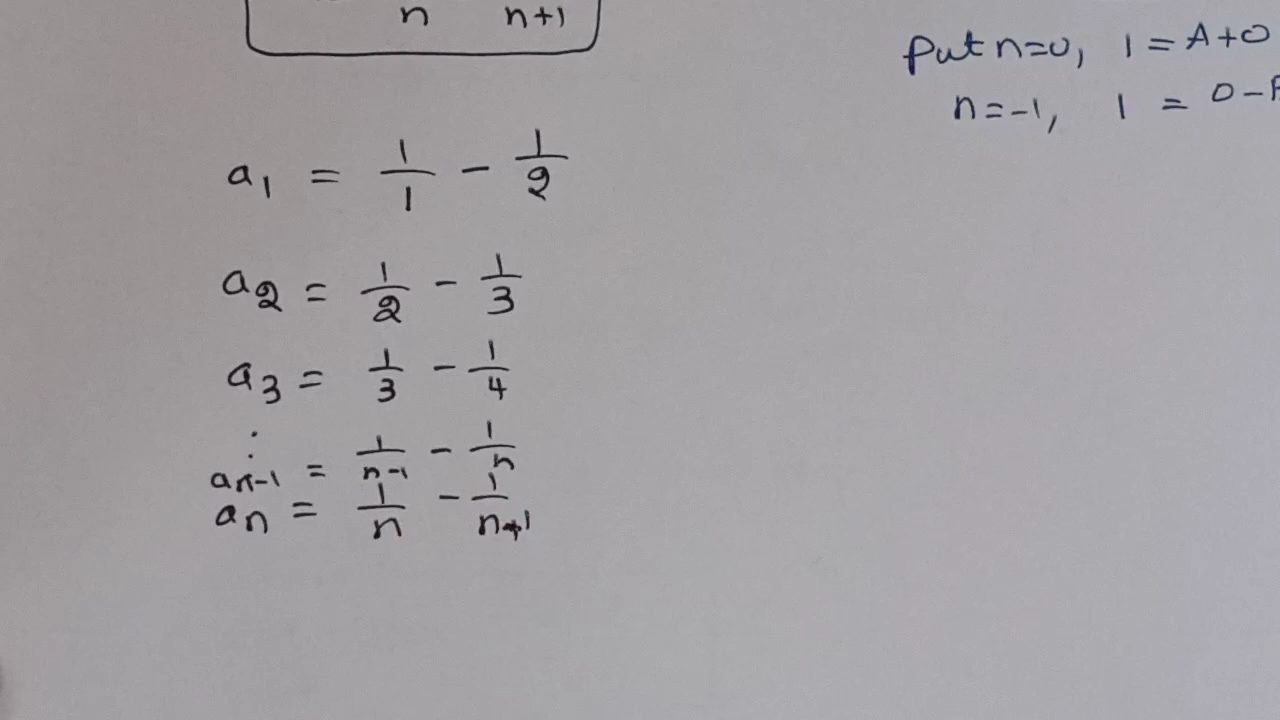 n n+1
Put n=0, 1 = A+0
n=-1, 1 = 0-
a₁ = 1/1 - 1/2
a₂ = 1/2 - 1/3
a₃ = 1/3 - 1/4
:
aₙ₋₁ = 1/(n-1) - 1/n
aₙ = 1/n - 1/(n+1)